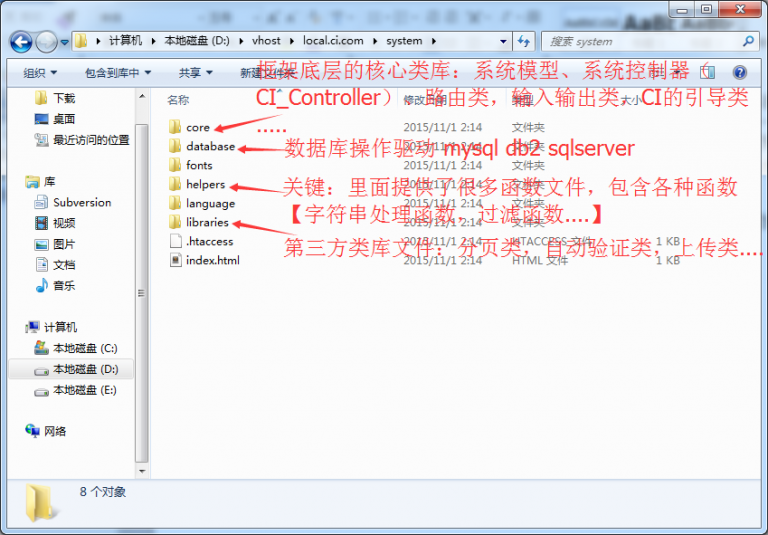 计算机 本地磁盘 (D:) vhost local.ci.com system
搜索 system
组织 包含到库中 共享 新建文件夹
框架底层的核心类库：系统模型、系统控制器（
CI_Controller） 路由类，输入输出类，CI的引导类
.....
名称 修改日期 类型 大小
下载
桌面
最近访问的位置
库
Subversion
视频
图片
文档
音乐
计算机
本地磁盘 (C:)
本地磁盘 (D:)
本地磁盘 (E:)
网络
core 2015/11/1 2:14 文件夹
database 2015/11/1 2:14 文件夹
数据库操作驱动 mysql db2 sqlserver
fonts 2015/11/1 2:14 文件夹
helpers 2015/11/1 2:14 文件夹
关键：里面提供了很多函数文件，包含各种函数
【字符串处理函数，过滤函数....】
language 2015/11/1 2:14 文件夹
libraries 2015/11/1 2:14 文件夹
.htaccess 2015/11/1 2:14 HTACCESS 文件 1 KB
第三方类库文件：分页类，自动验证类，上传类....
index.html 2015/11/1 2:14 HTML 文件 1 KB
8 个对象